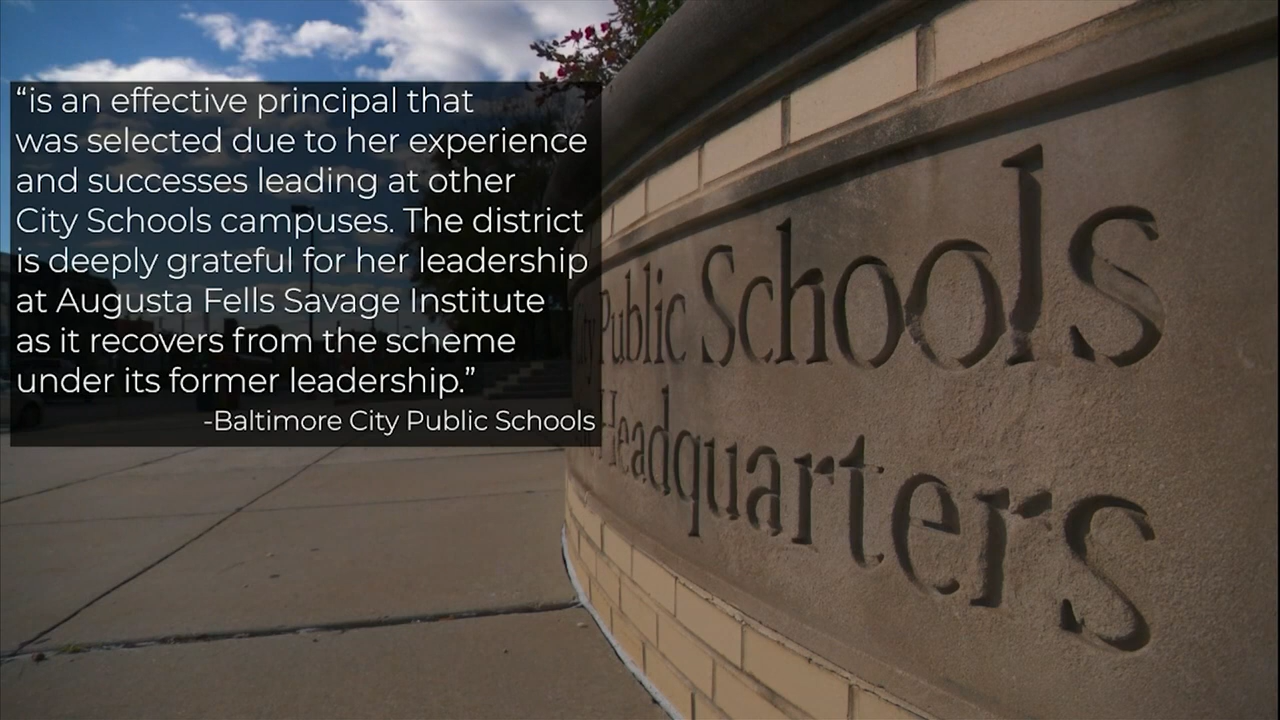 “is an effective principal that
was selected due to her experience
and successes leading at other
City Schools campuses. The district
is deeply grateful for her leadership
at Augusta Fells Savage Institute
as it recovers from the scheme
under its former leadership.”
-Baltimore City Public Schools
Public Schools
Headquarters